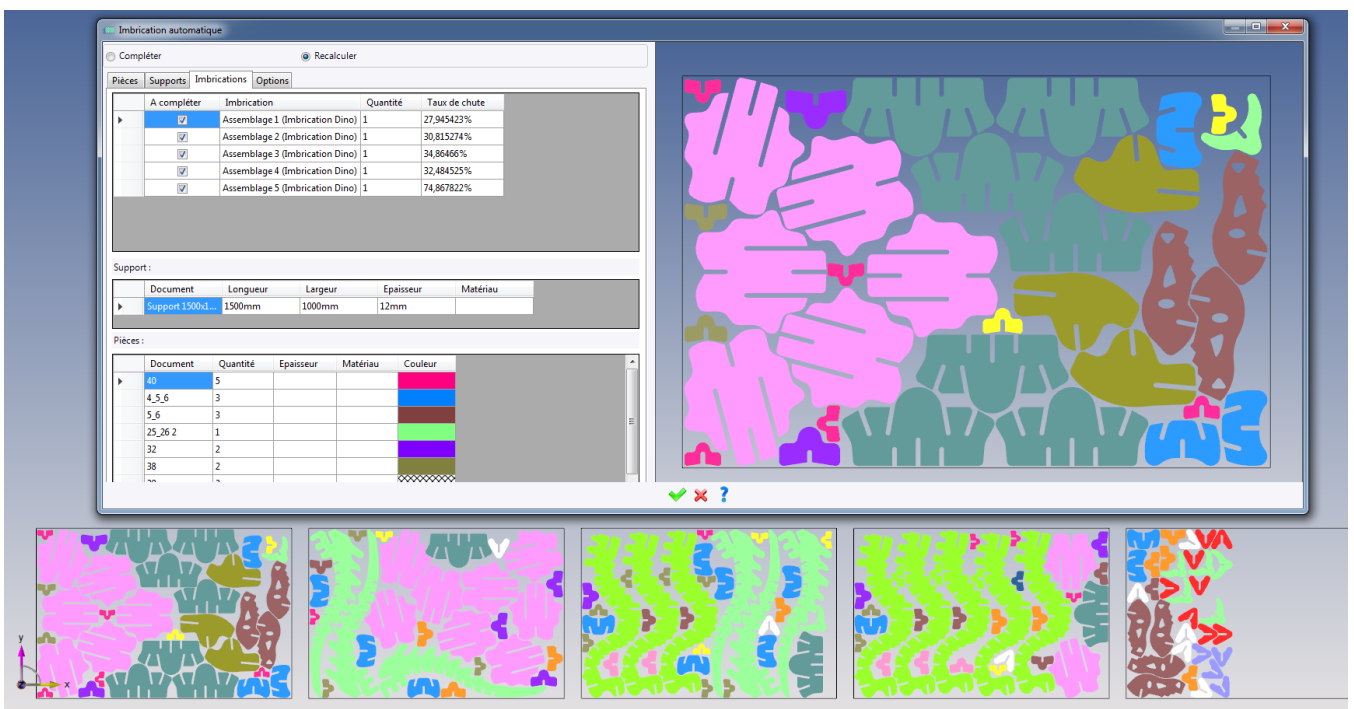 Imbrication automatique
Compléter Recalculer
Pièces Supports Imbrications Options
A compléter Imbrication Quantité Taux de chute
Assemblage 1 (Imbrication Dino) 1 27,945423%
Assemblage 2 (Imbrication Dino) 1 30,815274%
Assemblage 3 (Imbrication Dino) 1 34,86466%
Assemblage 4 (Imbrication Dino) 1 32,484525%
Assemblage 5 (Imbrication Dino) 1 74,867822%
Support :
Document Longueur Largeur Epaisseur Matériau
Support 1500x1... 1500mm 1000mm 12mm
Pièces :
Document Quantité Epaisseur Matériau Couleur
40 5
4_5_6 3
5_6 3
25_26 2 1
32 2
38 2
?
y
x